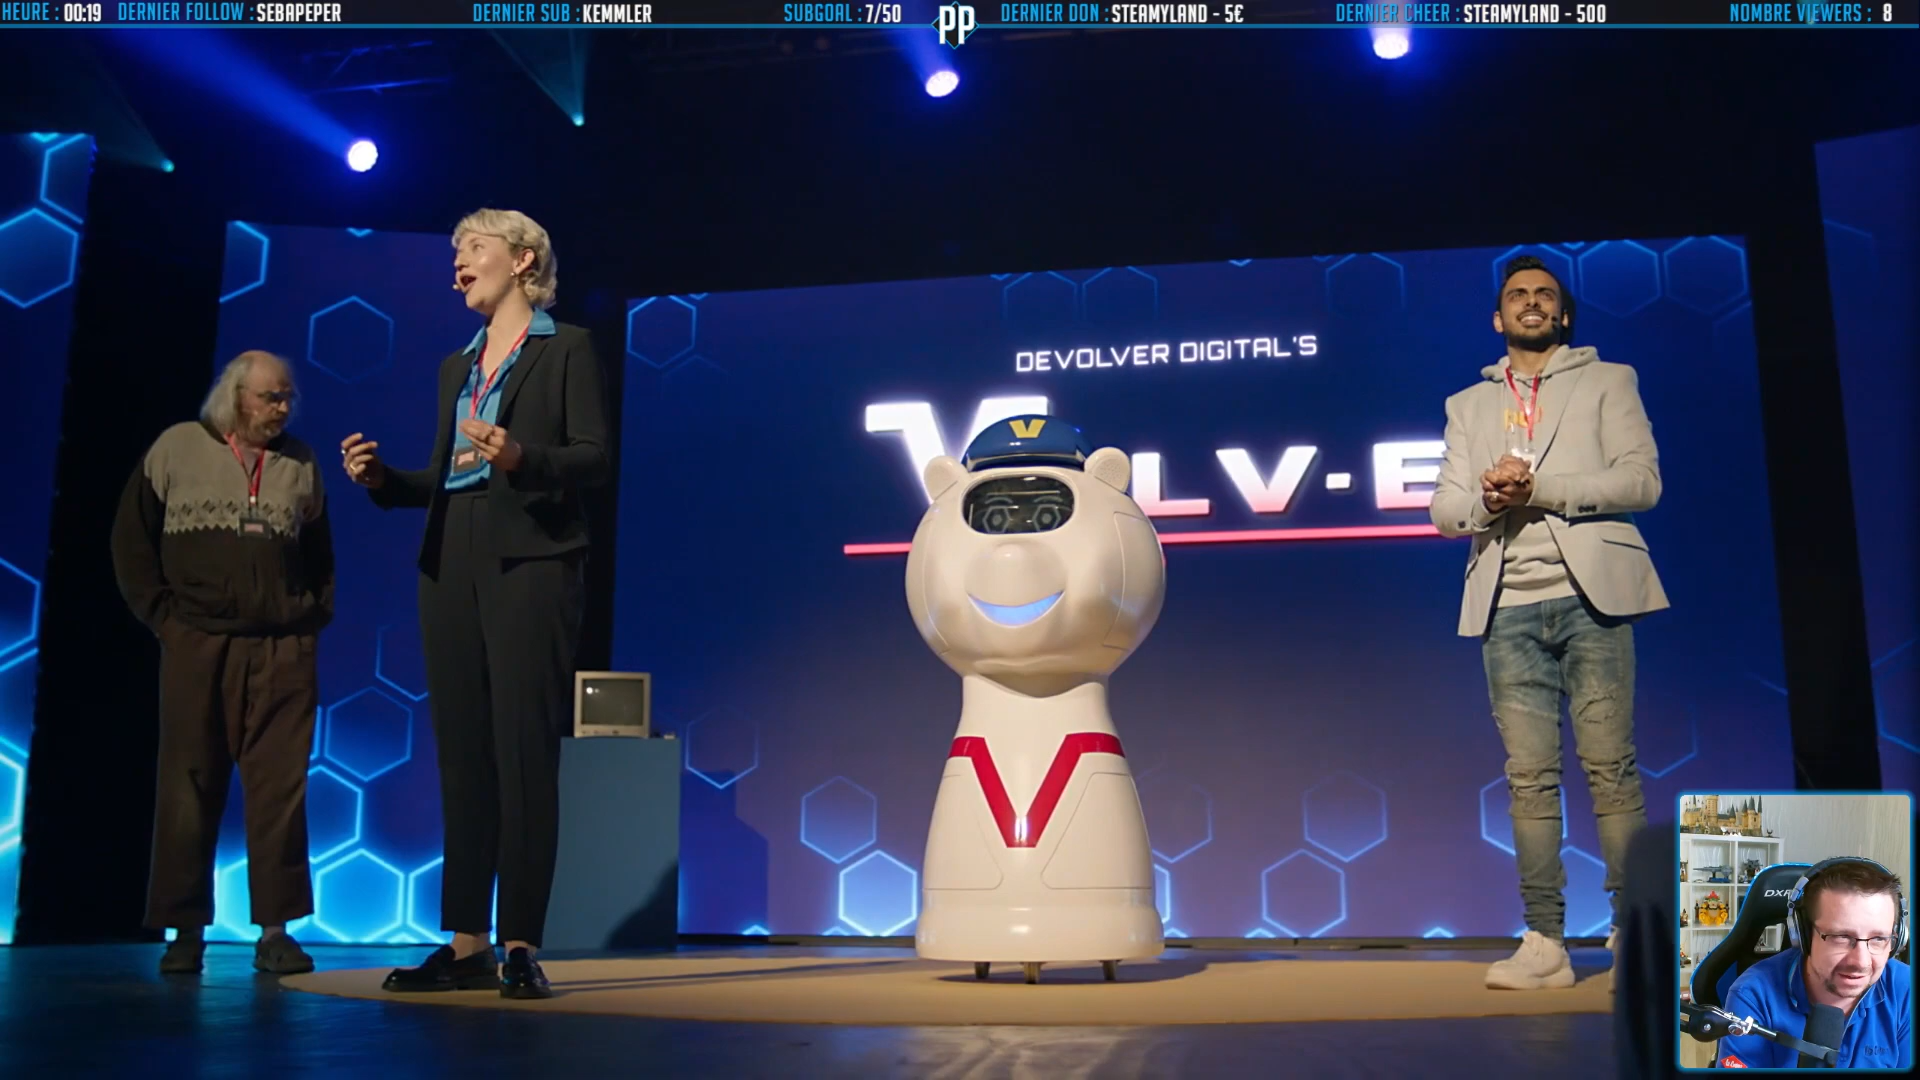 HEURE : 00:19 DERNIER FOLLOW : SEBAPEPER DERNIER SUB : KEMMLER SUBGOAL : 7/50 PP DERNIER DON : STEAMYLAND - 5€ DERNIER CHEER : STEAMYLAND - 500 NOMBRE VIEWERS : 8
DEVOLVER DIGITAL'S
V LV-E
V
V